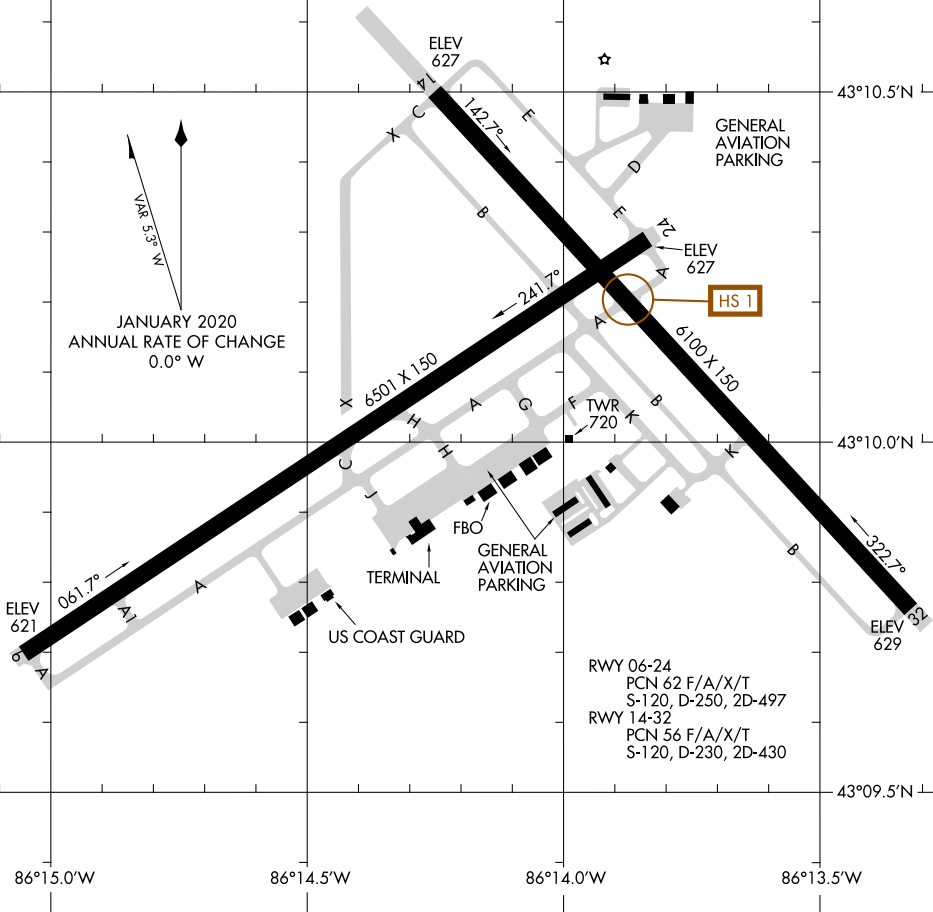 ELEV
627
14
43°10.5'N
C
142.7°
E
X
GENERAL
AVIATION
PARKING
D
VAR 5.3° W
B
E
24
ELEV
627
A
241.7°
HS 1
JANUARY 2020
ANNUAL RATE OF CHANGE
0.0° W
A
6100 X 150
6501 X 150
X
A
G
F
B
H
K
TWR
720
43°10.0'N
H
K
C
J
FBO
GENERAL
AVIATION
PARKING
TERMINAL
B
322.7°
061.7°
A
A1
ELEV
621
US COAST GUARD
ELEV
629
32
6
A
RWY 06-24
PCN 62 F/A/X/T
S-120, D-250, 2D-497
RWY 14-32
PCN 56 F/A/X/T
S-120, D-230, 2D-430
43°09.5'N
86°15.0'W
86°14.5'W
86°14.0'W
86°13.5'W